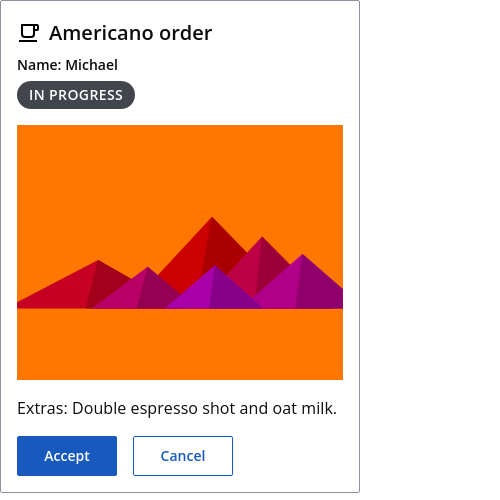 Americano order
Name: Michael
IN PROGRESS
Extras: Double espresso shot and oat milk.
Accept
Cancel